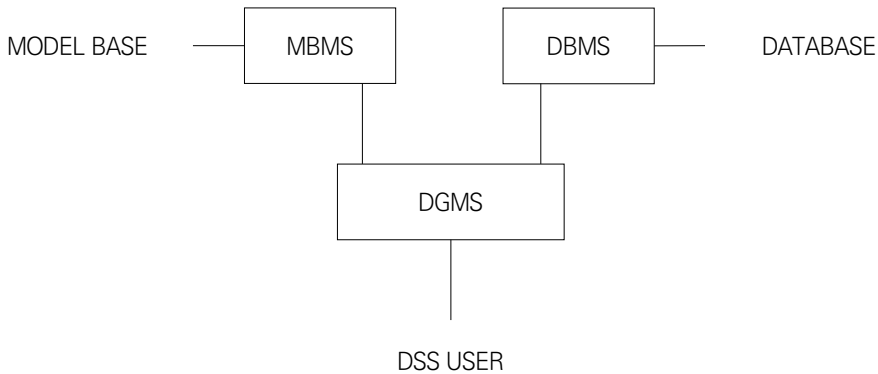 MODEL BASE MBMS DBMS DATABASE
DGMS
DSS USER